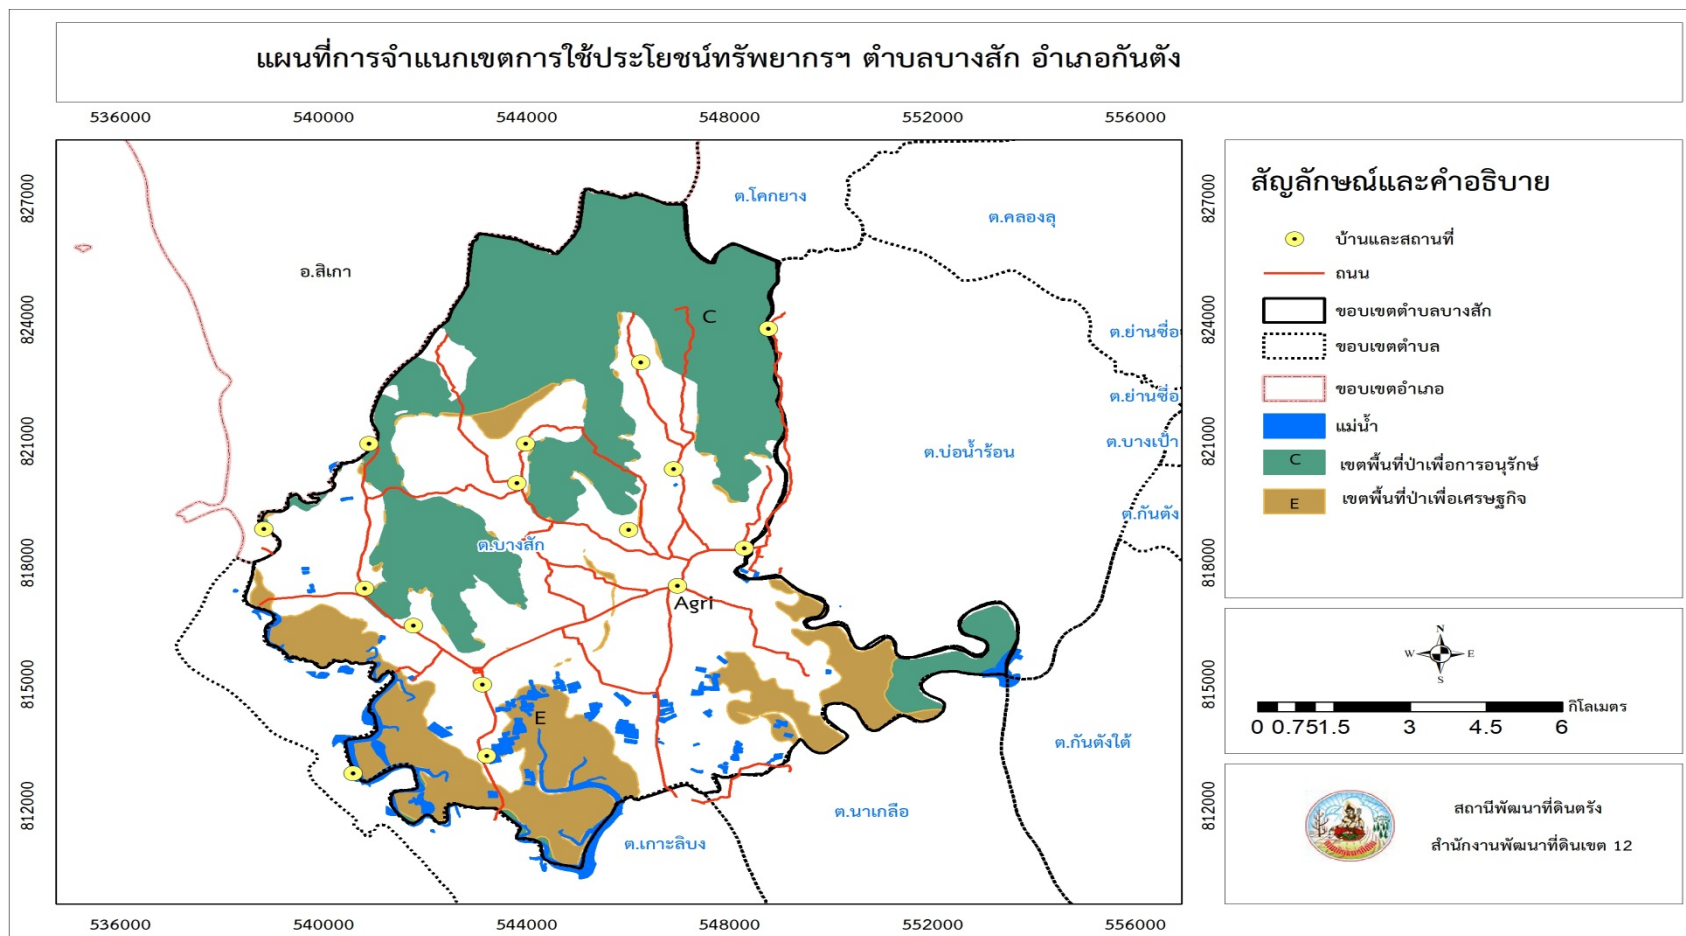 แผนที่การจำแนกเขตการใช้ประโยชน์ทรัพยากรฯ ตำบลบางสัก อำเภอกันตัง
536000 540000 544000 548000 552000 556000
827000
824000
821000
818000
815000
812000
ต.โคกยาง
ต.คลองลุ
อ.สิเกา
C
ต.ย่านซื่อ
ต.ย่านซื่อ
ต.บางเป้า
ต.บ่อน้ำร้อน
ต.กันตัง
ต.บางสัก
Agri
E
ต.กันตังใต้
ต.นาเกลือ
ต.เกาะลิบง
827000
824000
821000
818000
815000
812000
536000 540000 544000 548000 552000 556000
สัญลักษณ์และคำอธิบาย
บ้านและสถานที่
ถนน
ขอบเขตตำบลบางสัก
ขอบเขตตำบล
ขอบเขตอำเภอ
แม่น้ำ
C เขตพื้นที่ป่าเพื่อการอนุรักษ์
E เขตพื้นที่ป่าเพื่อเศรษฐกิจ
N
W E
S
กิโลเมตร
0 0.751.5 3 4.5 6
สถานีพัฒนาที่ดินตรัง
สำนักงานพัฒนาที่ดินเขต 12